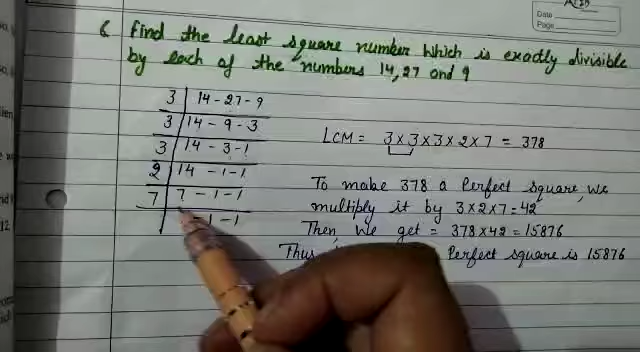 Date
Page
6. Find the least square number which is exactly divisible
by each of the numbers 14, 27 and 9
3 | 14 - 27 - 9
3 | 14 - 9 - 3
3 | 14 - 3 - 1
2 | 14 - 1 - 1
7 | 7 - 1 - 1
- 1 - 1
LCM = 3 × 3 × 3 × 2 × 7 = 378
To make 378 a Perfect square, we
multiply it by 3×2×7=42
Then, we get = 378×42 = 15876
Thus Perfect square is 15876
12